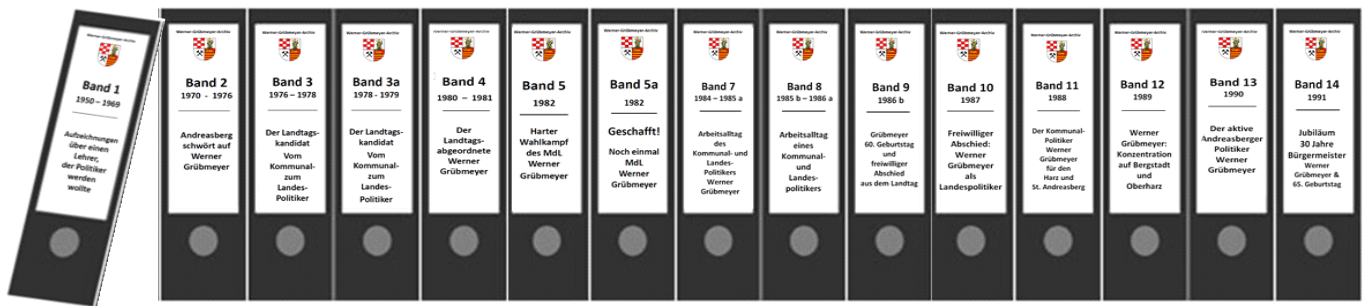 Werner-Grübmeyer-Archiv
Band 1
1950 – 1969
Aufzeichnungen
über einen
Lehrer,
der Politiker
werden
wollte
Werner-Grübmeyer-Archiv
Band 2
1970 - 1976
Andreasberg
schwört auf
Werner
Grübmeyer
Werner-Grübmeyer-Archiv
Band 3
1976 – 1978
Der Landtags-
kandidat
Vom
Kommunal-
zum
Landes-
Politiker
Werner-Grübmeyer-Archiv
Band 3a
1978 - 1979
Der Landtags-
kandidat
Vom
Kommunal-
zum
Landes-
Politiker
Werner-Grübmeyer-Archiv
Band 4
1980 – 1981
Der
Landtags-
abgeordnete
Werner
Grübmeyer
Werner-Grübmeyer-Archiv
Band 5
1982
Harter
Wahlkampf
des MdL
Werner
Grübmeyer
Werner-Grübmeyer-Archiv
Band 5a
1982
Geschafft!
Noch einmal
MdL
Werner
Grübmeyer
Werner-Grübmeyer-Archiv
Band 7
1984 – 1985 a
Arbeitsalltag
des
Kommunal- und
Landes-
Politikers
Werner
Grübmeyer
Werner-Grübmeyer-Archiv
Band 8
1985 b – 1986 a
Arbeitsalltag
eines
Kommunal-
und
Landes-
politikers
Werner-Grübmeyer-Archiv
Band 9
1986 b
Grübmeyer
60. Geburtstag
und
freiwilliger
Abschied
aus dem Landtag
Werner-Grübmeyer-Archiv
Band 10
1987
Freiwilliger
Abschied:
Werner
Grübmeyer
als
Landespolitiker
Werner-Grübmeyer-Archiv
Band 11
1988
Der Kommunal-
Politiker
Werner
Grübmeyer
für den
Harz und
St. Andreasberg
Werner-Grübmeyer-Archiv
Band 12
1989
Werner
Grübmeyer:
Konzentration
auf Bergstadt
und
Oberharz
Werner-Grübmeyer-Archiv
Band 13
1990
Der aktive
Andreasberger
Politiker
Werner
Grübmeyer
Werner-Grübmeyer-Archiv
Band 14
1991
Jubiläum
30 Jahre
Bürgermeister
Werner
Grübmeyer &
65. Geburtstag